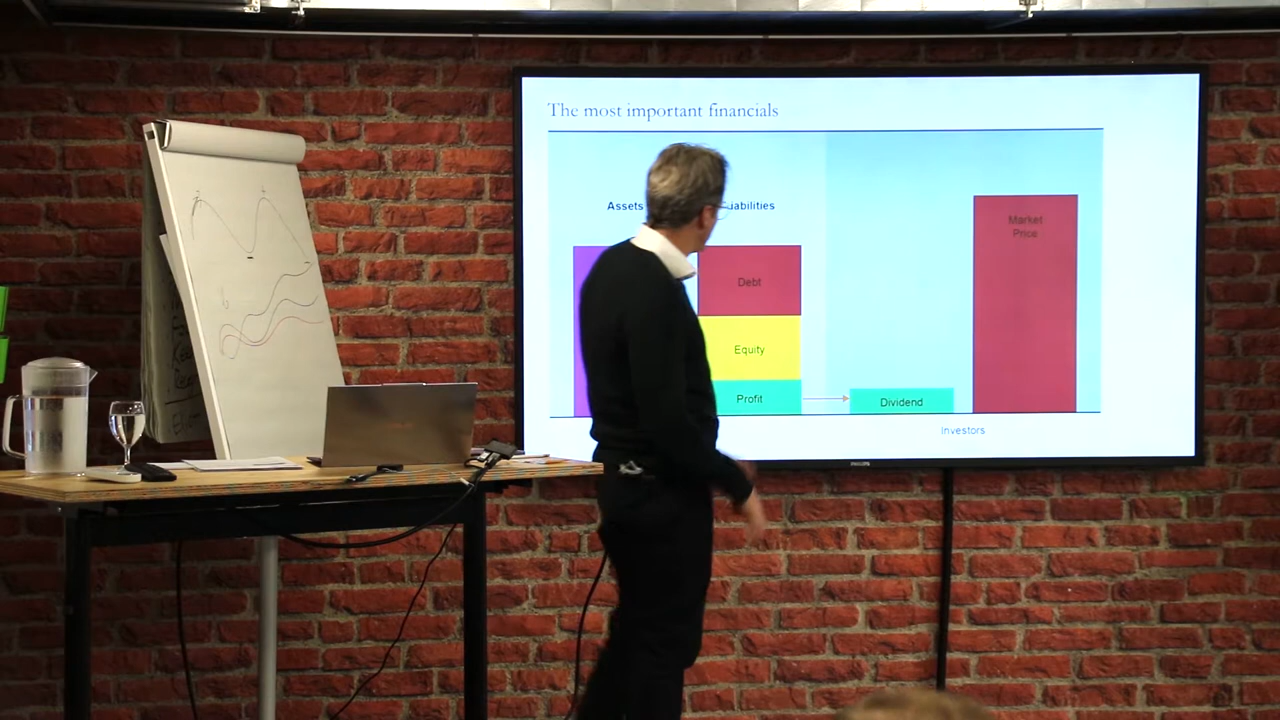 The most important financials
Assets
abilities
Debt
Equity
Profit
Dividend
Market
Price
Investors
PHILIPS